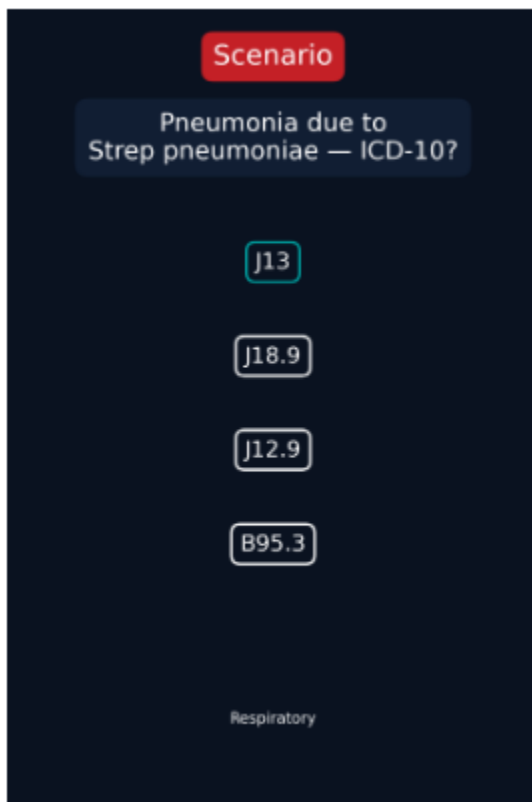 Scenario
Pneumonia due to
Strep pneumoniae — ICD-10?
J13
J18.9
J12.9
B95.3
Respiratory